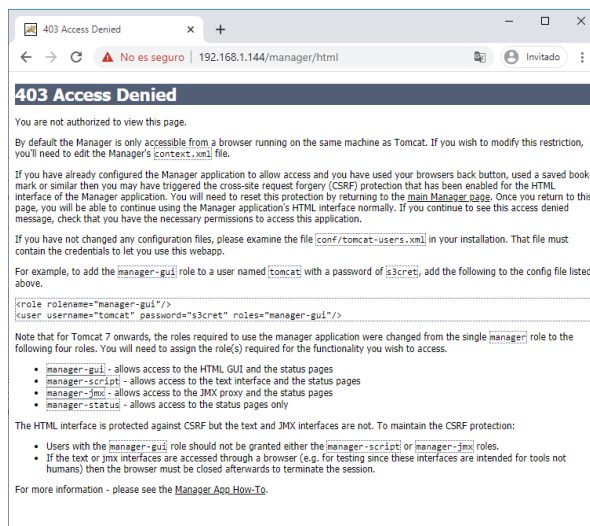 403 Access Denied
No es seguro | 192.168.1.144/manager/html
Invitado
403 Access Denied
You are not authorized to view this page.
By default the Manager is only accessible from a browser running on the same machine as Tomcat. If you wish to modify this restriction,
you'll need to edit the Manager's context.xml file.
If you have already configured the Manager application to allow access and you have used your browsers back button, used a saved book-
mark or similar then you may have triggered the cross-site request forgery (CSRF) protection that has been enabled for the HTML
interface of the Manager application. You will need to reset this protection by returning to the main Manager page. Once you return to this
page, you will be able to continue using the Manager application's HTML interface normally. If you continue to see this access denied
message, check that you have the necessary permissions to access this application.
If you have not changed any configuration files, please examine the file conf/tomcat-users.xml in your installation. That file must
contain the credentials to let you use this webapp.
For example, to add the manager-gui role to a user named tomcat with a password of s3cret, add the following to the config file listed
above.
<role rolename="manager-gui"/>
<user username="tomcat" password="s3cret" roles="manager-gui"/>
Note that for Tomcat 7 onwards, the roles required to use the manager application were changed from the single manager role to the
following four roles. You will need to assign the role(s) required for the functionality you wish to access.
• manager-gui - allows access to the HTML GUI and the status pages
• manager-script - allows access to the text interface and the status pages
• manager-jmx - allows access to the JMX proxy and the status pages
• manager-status - allows access to the status pages only
The HTML interface is protected against CSRF but the text and JMX interfaces are not. To maintain the CSRF protection:
• Users with the manager-gui role should not be granted either the manager-script or manager-jmx roles.
• If the text or jmx interfaces are accessed through a browser (e.g. for testing since these interfaces are intended for tools not
humans) then the browser must be closed afterwards to terminate the session.
For more information - please see the Manager App How-To.